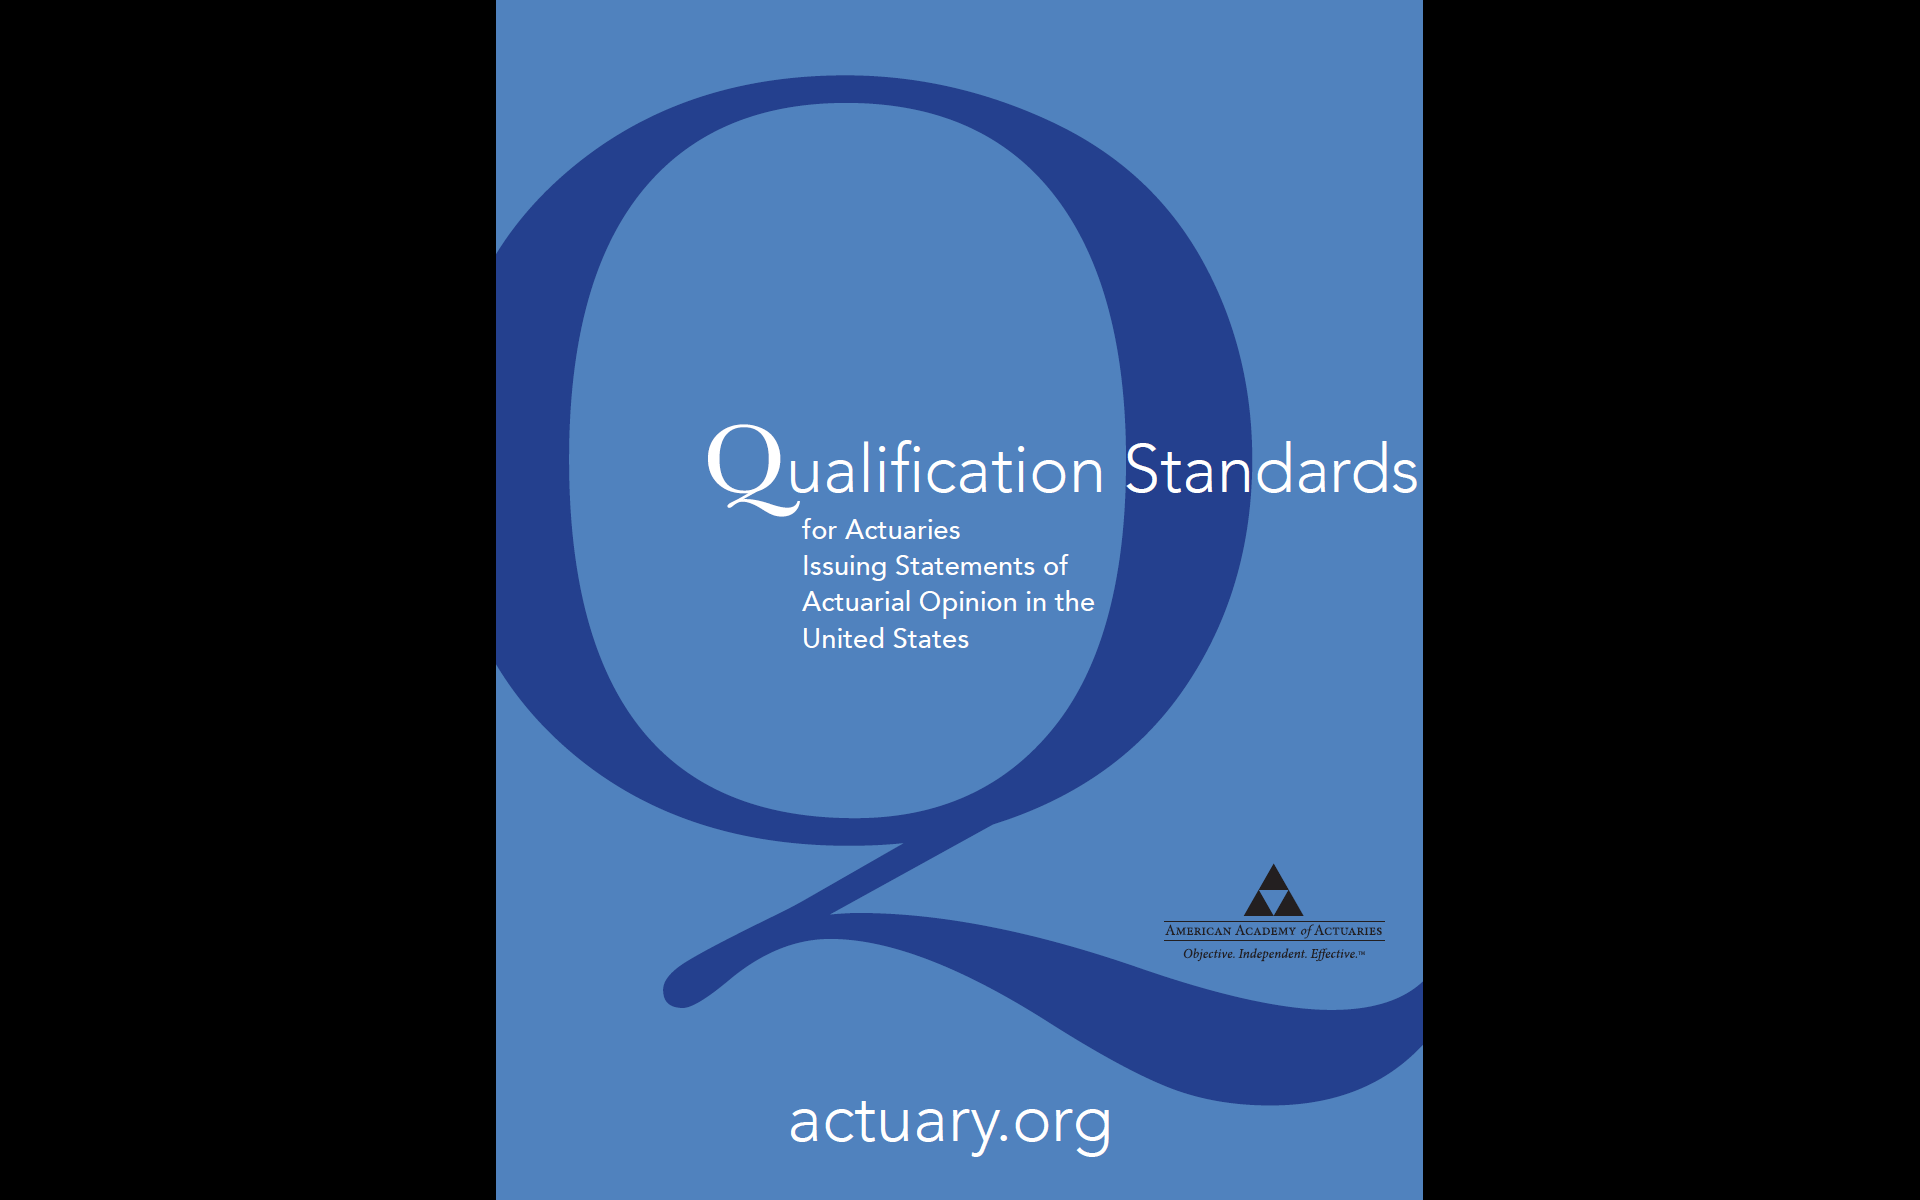 Qualification Standards
for Actuaries
Issuing Statements of
Actuarial Opinion in the
United States
AMERICAN ACADEMY of ACTUARIES
Objective. Independent. Effective.™
actuary.org